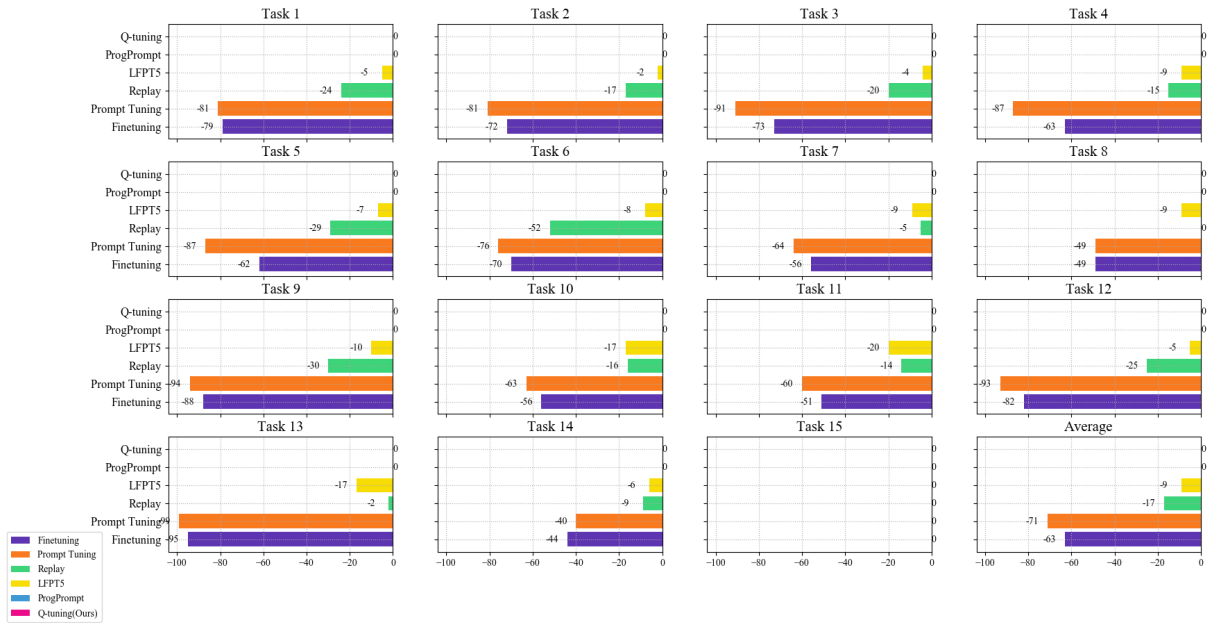 Task 1 Task 2 Task 3 Task 4
Q-tuning 0 0 0 0
ProgPrompt 0 0 0 0
LFPT5 -5 -2 -4 -9
Replay -24 -17 -20 -15
Prompt Tuning -81 -81 -91 -87
Finetuning -79 -72 -73 -63
Task 5 Task 6 Task 7 Task 8
Q-tuning 0 0 0 0
ProgPrompt 0 0 0 0
LFPT5 -7 -8 -9 -9
Replay -29 -52 -5
Prompt Tuning -87 -76 -64 -49
Finetuning -62 -70 -56 -49
Task 9 Task 10 Task 11 Task 12
Q-tuning 0 0 0 0
ProgPrompt 0 0 0 0
LFPT5 -10 -17 -20 -5
Replay -30 -16 -14 -25
Prompt Tuning -94 -63 -60 -93
Finetuning -88 -56 -51 -82
Task 13 Task 14 Task 15 Average
Q-tuning 0 0 0 0
ProgPrompt 0 0 0 0
LFPT5 -17 -6 0 -9
Replay -2 -9 0 -17
Prompt Tuning -99 -40 0 -71
Finetuning -95 -44 0 -63
−100 −80 −60 −40 −20 0 −100 −80 −60 −40 −20 0 −100 −80 −60 −40 −20 0 −100 −80 −60 −40 −20 0
Finetuning
Prompt Tuning
Replay
LFPT5
ProgPrompt
Q-tuning(Ours)